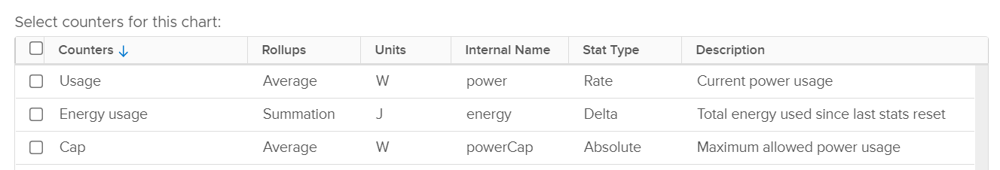 Select counters for this chart:
Counters Rollups Units Internal Name Stat Type Description
Usage Average W power Rate Current power usage
Energy usage Summation J energy Delta Total energy used since last stats reset
Cap Average W powerCap Absolute Maximum allowed power usage